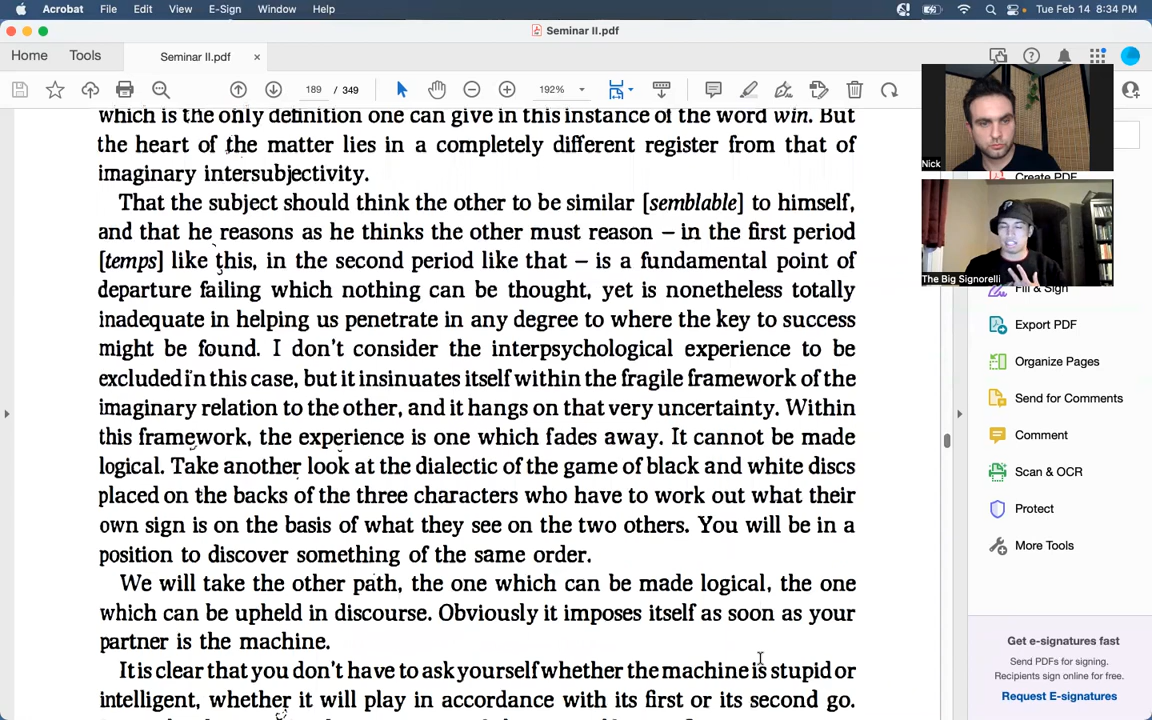 Acrobat File Edit View E-Sign Window Help Tue Feb 14 8:34 PM
Seminar II.pdf
Home Tools Seminar II.pdf ×
189 / 349 192%
which is the only definition one can give in this instance of the word win. But
the heart of the matter lies in a completely different register from that of
imaginary intersubjectivity.
That the subject should think the other to be similar [semblable] to himself,
and that he reasons as he thinks the other must reason – in the first period
[temps] like this, in the second period like that – is a fundamental point of
departure failing which nothing can be thought, yet is nonetheless totally
inadequate in helping us penetrate in any degree to where the key to success
might be found. I don't consider the interpsychological experience to be
excluded in this case, but it insinuates itself within the fragile framework of the
imaginary relation to the other, and it hangs on that very uncertainty. Within
this framework, the experience is one which fades away. It cannot be made
logical. Take another look at the dialectic of the game of black and white discs
placed on the backs of the three characters who have to work out what their
own sign is on the basis of what they see on the two others. You will be in a
position to discover something of the same order.
We will take the other path, the one which can be made logical, the one
which can be upheld in discourse. Obviously it imposes itself as soon as your
partner is the machine.
It is clear that you don't have to ask yourself whether the machine is stupid or
intelligent, whether it will play in accordance with its first or its second go.
Nick
Create PDF
The Big Signorelli
Fill & Sign
Export PDF
Organize Pages
Send for Comments
Comment
Scan & OCR
Protect
More Tools
Get e-signatures fast
Send PDFs for signing.
Recipients sign online for free.
Request E-signatures